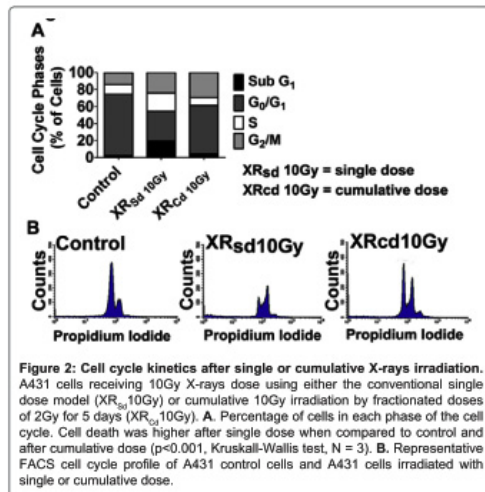 A
Cell Cycle Phases
(% of Cells)
100
80
60
40
20
0
Control
XRsd 10Gy
XRCd 10Gy
Sub G1
G0/G1
S
G2/M
XRsd 10Gy = single dose
XRcd 10Gy = cumulative dose
B
Control
XRsd10Gy
XRcd10Gy
Counts
Counts
Counts
Propidium Iodide
Propidium Iodide
Propidium Iodide
Figure 2: Cell cycle kinetics after single or cumulative X-rays irradiation.
A431 cells receiving 10Gy X-rays dose using either the conventional single
dose model (XRSd10Gy) or cumulative 10Gy irradiation by fractionated doses
of 2Gy for 5 days (XRCd10Gy). A. Percentage of cells in each phase of the cell
cycle. Cell death was higher after single dose when compared to control and
after cumulative dose (p<0.001, Kruskall-Wallis test, N = 3). B. Representative
FACS cell cycle profile of A431 control cells and A431 cells irradiated with
single or cumulative dose.